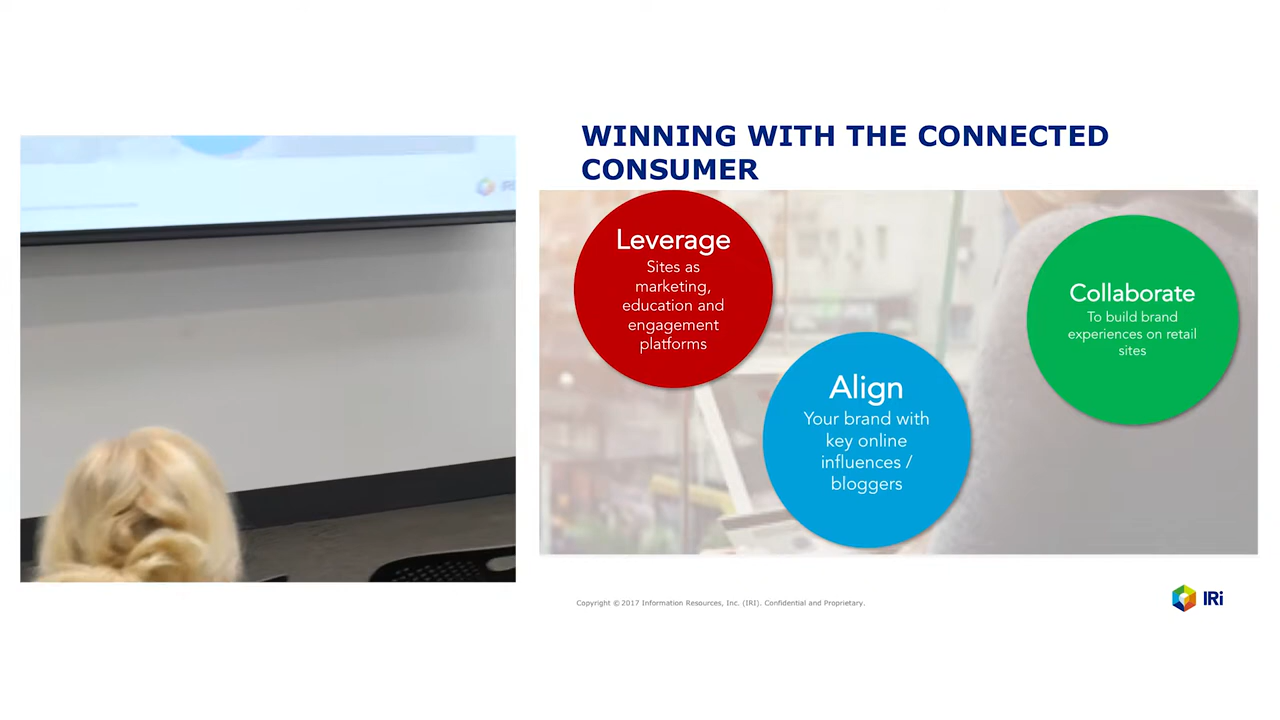 WINNING WITH THE CONNECTED
CONSUMER
Leverage
Sites as
marketing,
education and
engagement
platforms
Align
Your brand with
key online
influences /
bloggers
Collaborate
To build brand
experiences on retail
sites
Copyright © 2017 Information Resources, Inc. (IRI). Confidential and Proprietary.
IRi